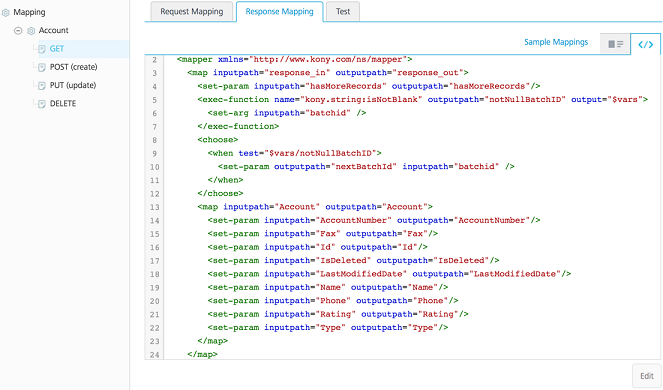 Mapping
Account
GET
POST (create)
PUT (update)
DELETE
Request Mapping
Response Mapping
Test
Sample Mappings
</>
2 <mapper xmlns="http://www.kony.com/ns/mapper">
3 <map inputpath="response_in" outputpath="response_out">
4 <set-param inputpath="hasMoreRecords" outputpath="hasMoreRecords"/>
5 <exec-function name="kony.string:isNotBlank" outputpath="notNullBatchID" output="$vars">
6 <set-arg inputpath="batchid" />
7 </exec-function>
8 <choose>
9 <when test="$vars/notNullBatchID">
10 <set-param outputpath="nextBatchId" inputpath="batchid" />
11 </when>
12 </choose>
13 <map inputpath="Account" outputpath="Account">
14 <set-param inputpath="AccountNumber" outputpath="AccountNumber"/>
15 <set-param inputpath="Fax" outputpath="Fax"/>
16 <set-param inputpath="Id" outputpath="Id"/>
17 <set-param inputpath="IsDeleted" outputpath="IsDeleted"/>
18 <set-param inputpath="LastModifiedDate" outputpath="LastModifiedDate"/>
19 <set-param inputpath="Name" outputpath="Name"/>
20 <set-param inputpath="Phone" outputpath="Phone"/>
21 <set-param inputpath="Rating" outputpath="Rating"/>
22 <set-param inputpath="Type" outputpath="Type"/>
23 </map>
24 </map>
Edit